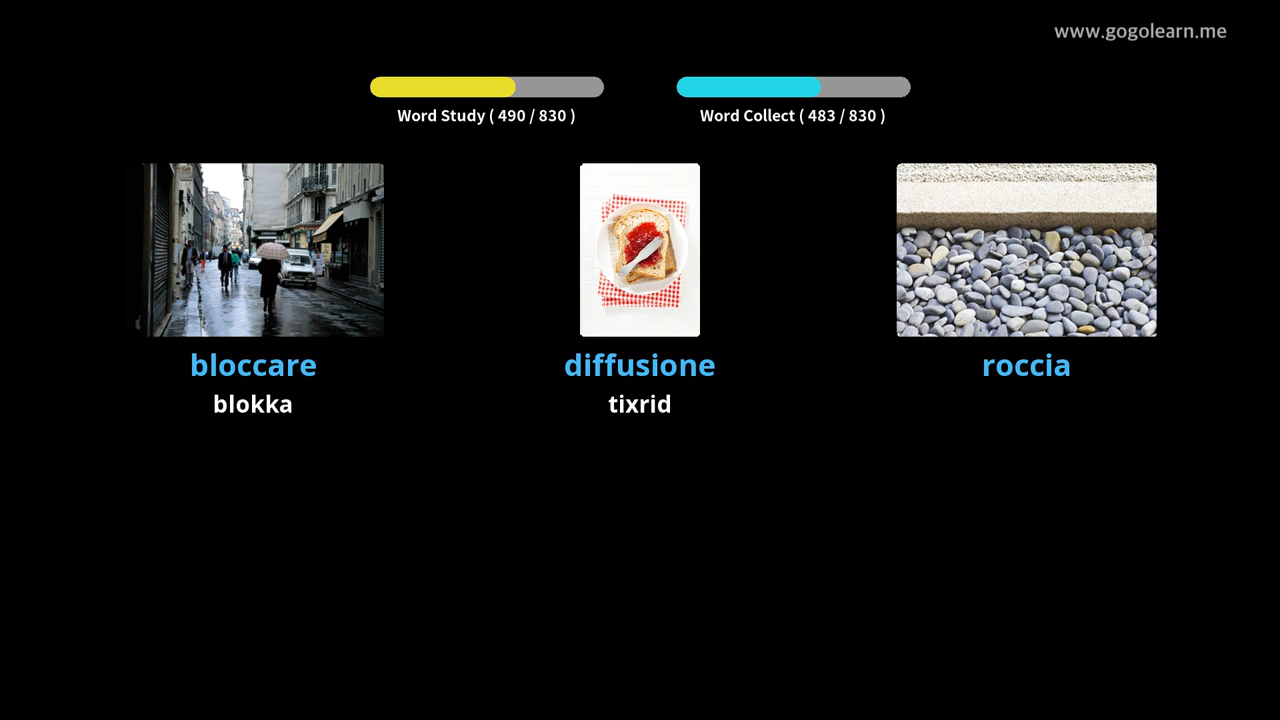 www.gogolearn.me
Word Study ( 490 / 830 )
Word Collect ( 483 / 830 )
bloccare
diffusione
roccia
blokka
tixrid